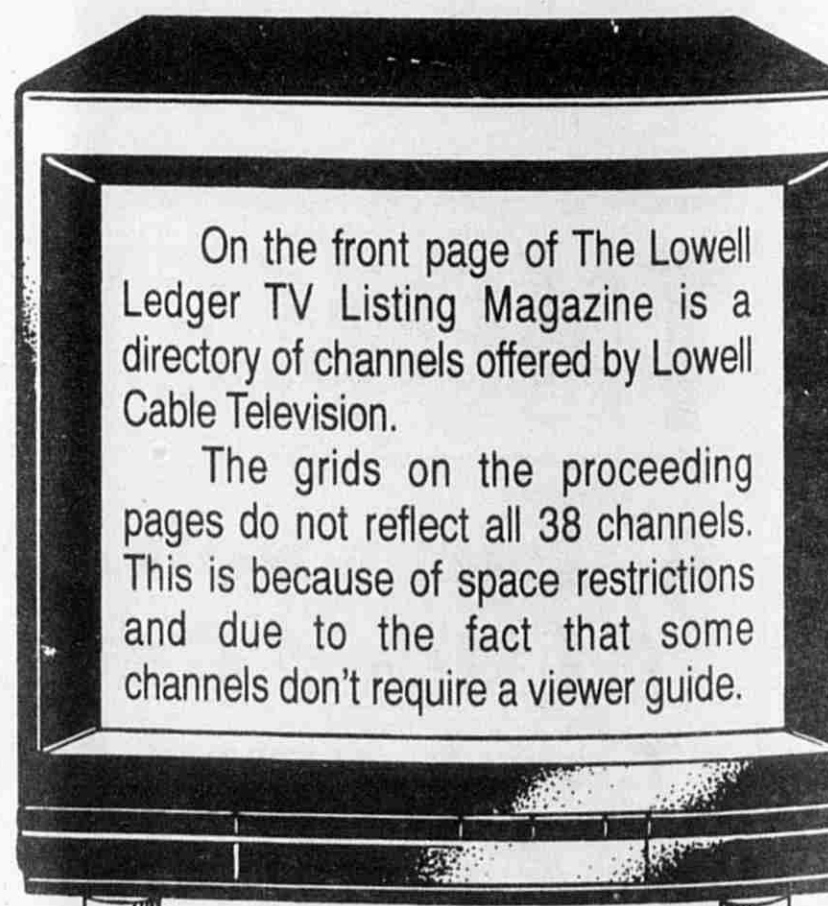 On the front page of The Lowell
Ledger TV Listing Magazine is a
directory of channels offered by Lowell
Cable Television.
The grids on the proceeding
pages do not reflect all 38 channels.
This is because of space restrictions
and due to the fact that some
channels don't require a viewer guide.